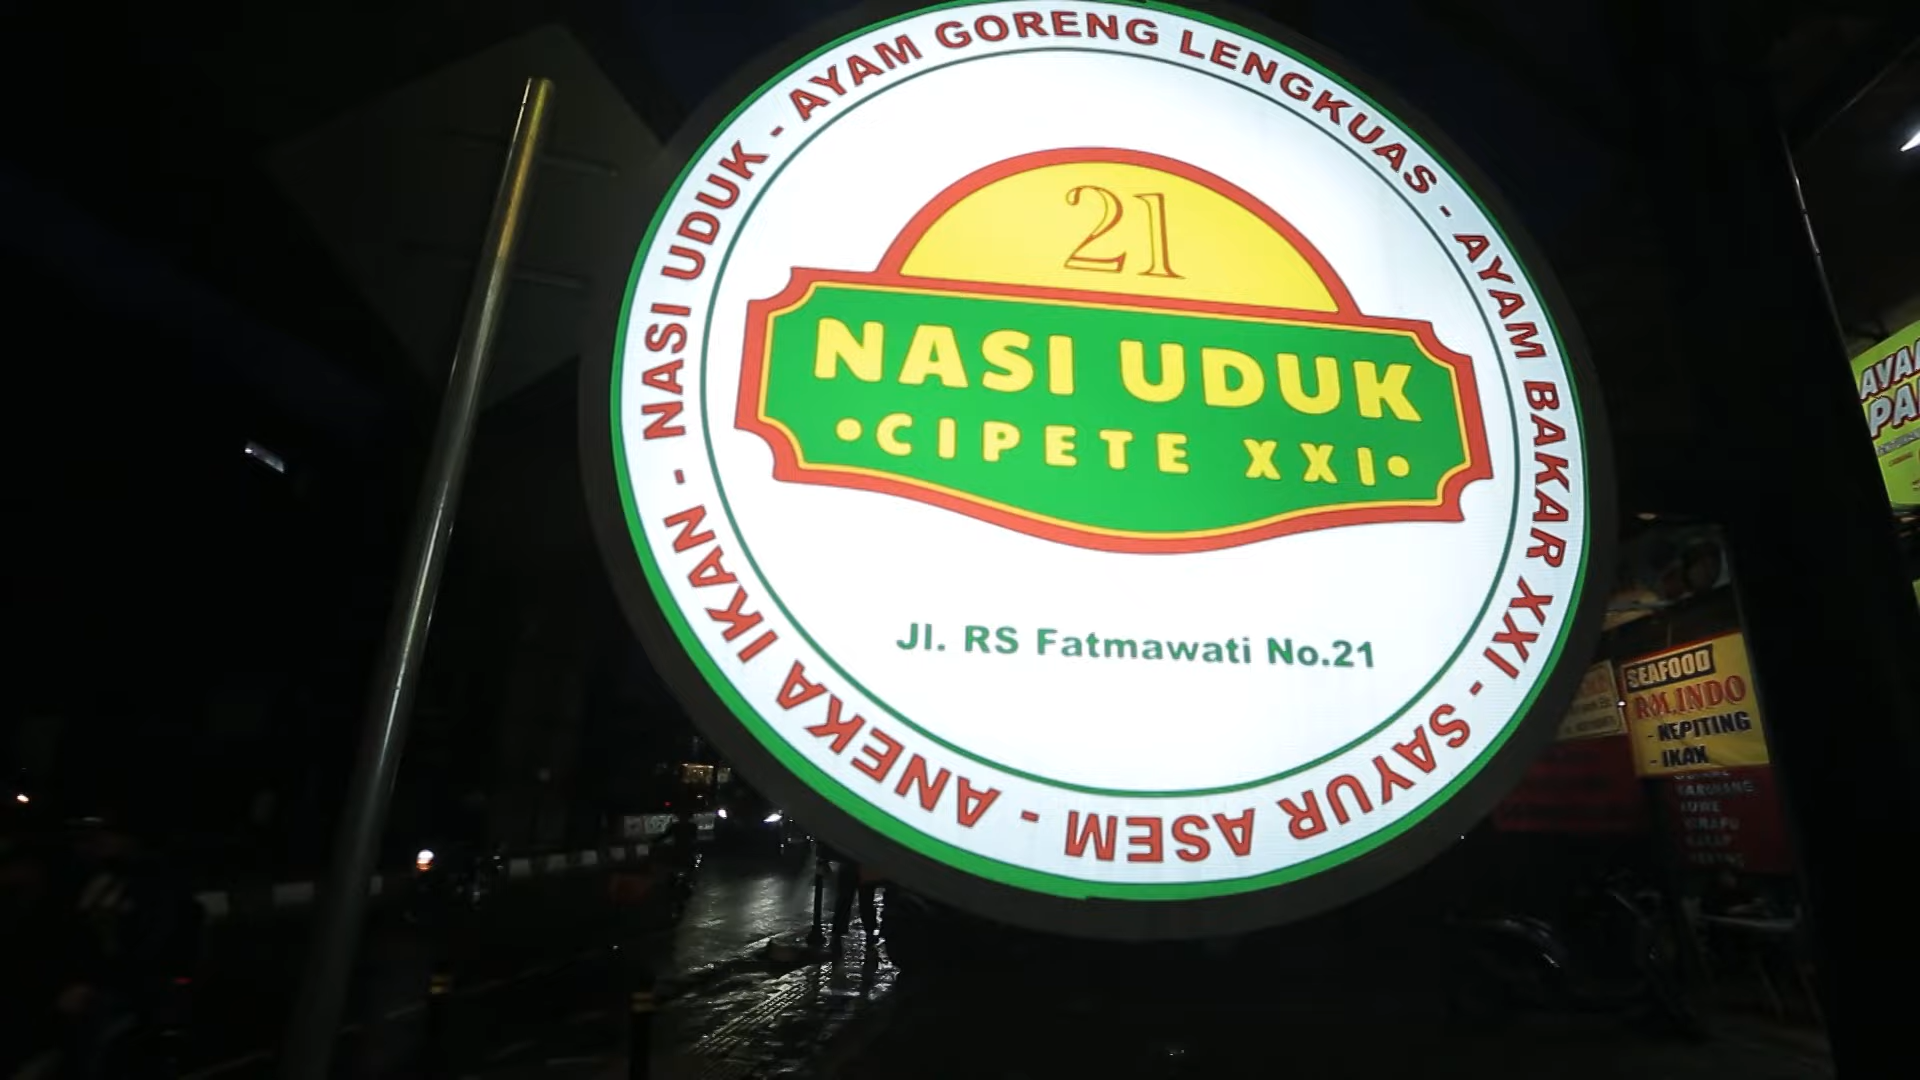 NASI UDUK - AYAM GORENG LENGKUAS - AYAM BAKAR XXI - SAYUR ASEM - ANEKA IKAN -
21
NASI UDUK
•CIPETE XXI•
Jl. RS Fatmawati No.21
SEAFOOD
RM.INDO
- KEPITING
- IKAN